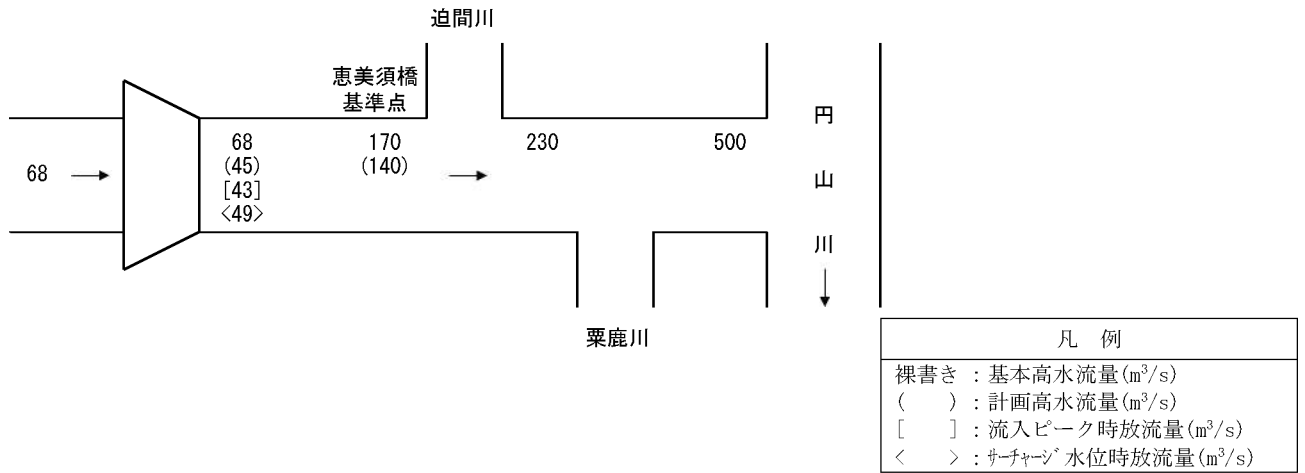 迫間川
恵美須橋
基準点
68
68
(45)
[43]
<49>
170
(140)
230
500
円山川
粟鹿川
凡 例
裸書き：基本高水流量(m³/s)
( )：計画高水流量(m³/s)
[ ]：流入ピーク時放流量(m³/s)
< >：ｻｰﾁｬｰｼﾞ水位時放流量(m³/s)